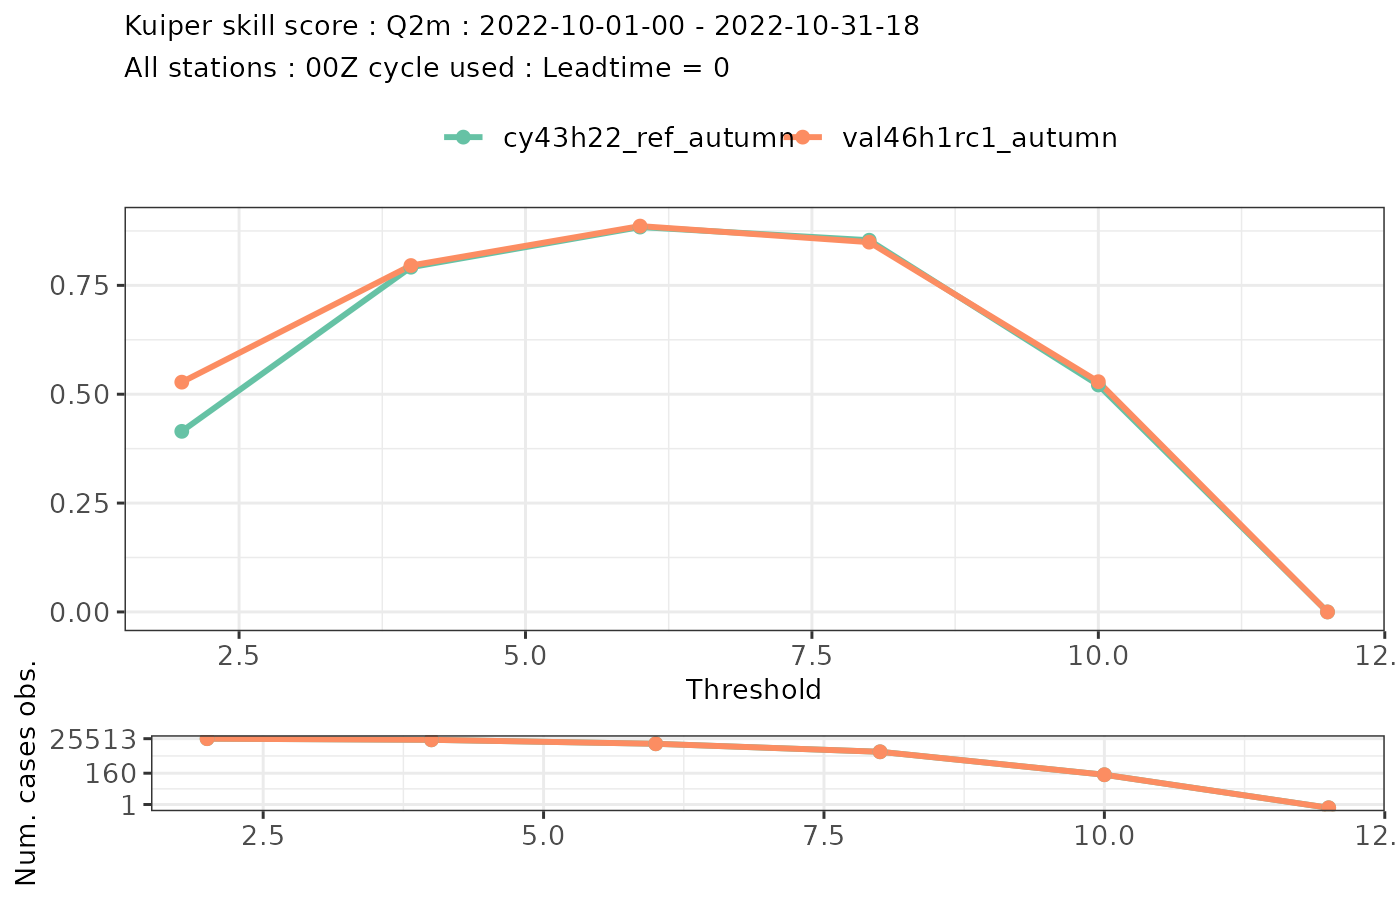 Kuiper skill score : Q2m : 2022-10-01-00 - 2022-10-31-18
All stations : 00Z cycle used : Leadtime = 0
cy43h22_ref_autumn val46h1rc1_autumn
0.75
0.50
0.25
0.00
2.5 5.0 7.5 10.0 12.
Threshold
Num. cases obs.
25513
160
1
2.5 5.0 7.5 10.0 12.